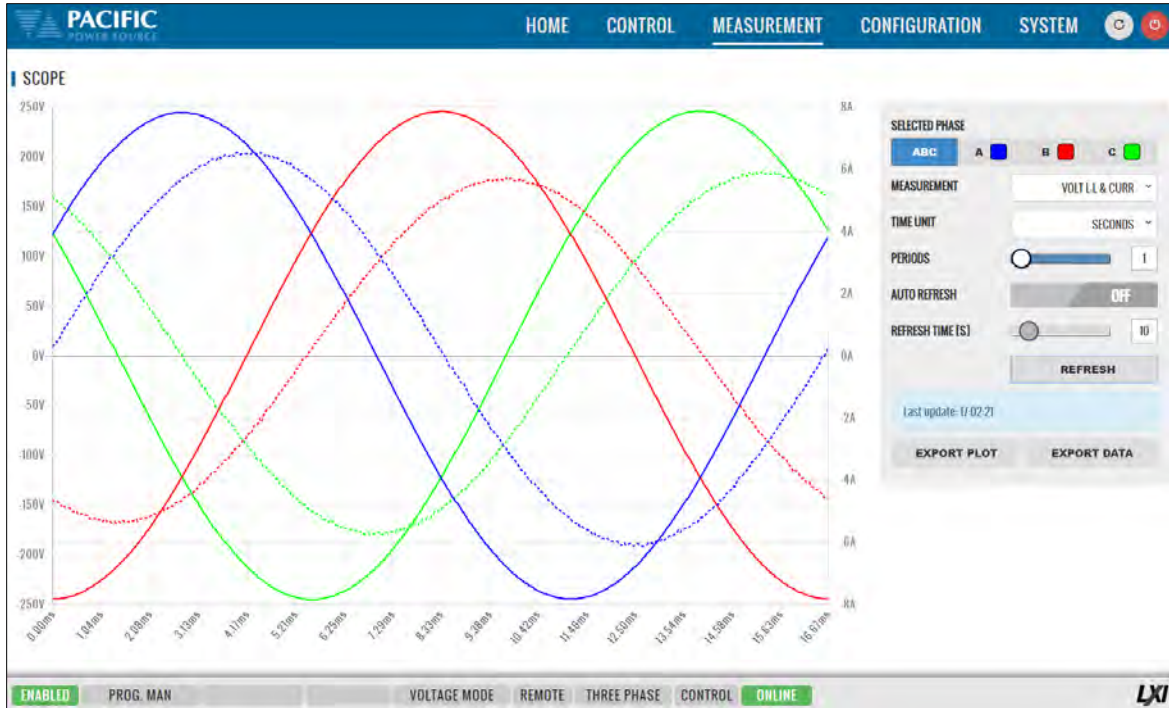 PACIFIC
POWER SOURCE
HOME CONTROL MEASUREMENT CONFIGURATION SYSTEM
SCOPE
250V
200V
150V
100V
50V
0V
-50V
-100V
-150V
-200V
-250V
8A
6A
4A
2A
0A
-2A
-4A
-6A
-8A
0.00ms 1.04ms 2.08ms 3.13ms 4.17ms 5.21ms 6.25ms 7.29ms 8.33ms 9.38ms 10.42ms 11.46ms 12.50ms 13.54ms 14.58ms 15.63ms 16.67ms
SELECTED PHASE
ABC A B C
MEASUREMENT VOLT L-L & CURR
TIME UNIT SECONDS
PERIODS 1
AUTO REFRESH OFF
REFRESH TIME [S] 10
REFRESH
Last update: 17:02:21
EXPORT PLOT EXPORT DATA
ENABLED PROG. MAN VOLTAGE MODE REMOTE THREE PHASE CONTROL ONLINE LXI